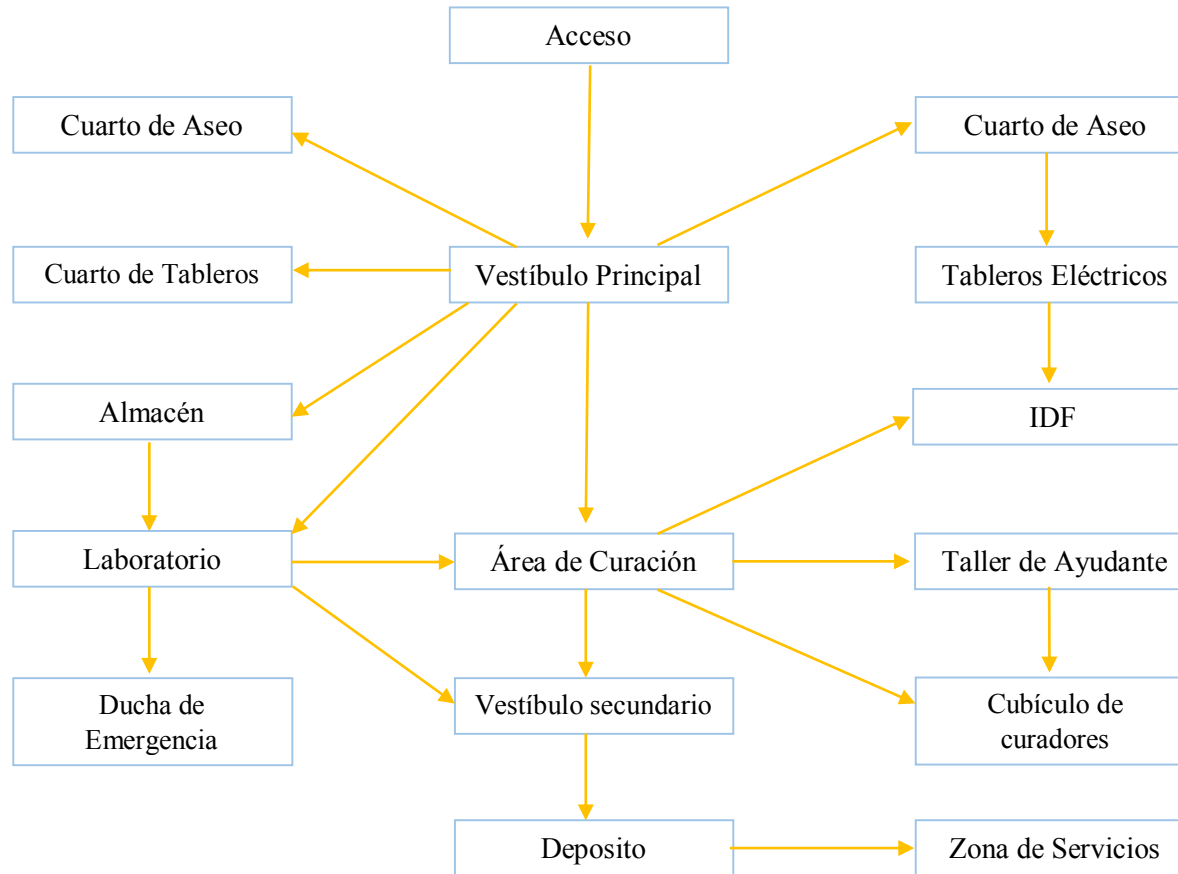 Acceso
Cuarto de Aseo
Cuarto de Aseo
Cuarto de Tableros
Vestíbulo Principal
Tableros Eléctricos
Almacén
IDF
Laboratorio
Área de Curación
Taller de Ayudante
Ducha de
Emergencia
Vestíbulo secundario
Cubículo de
curadores
Deposito
Zona de Servicios